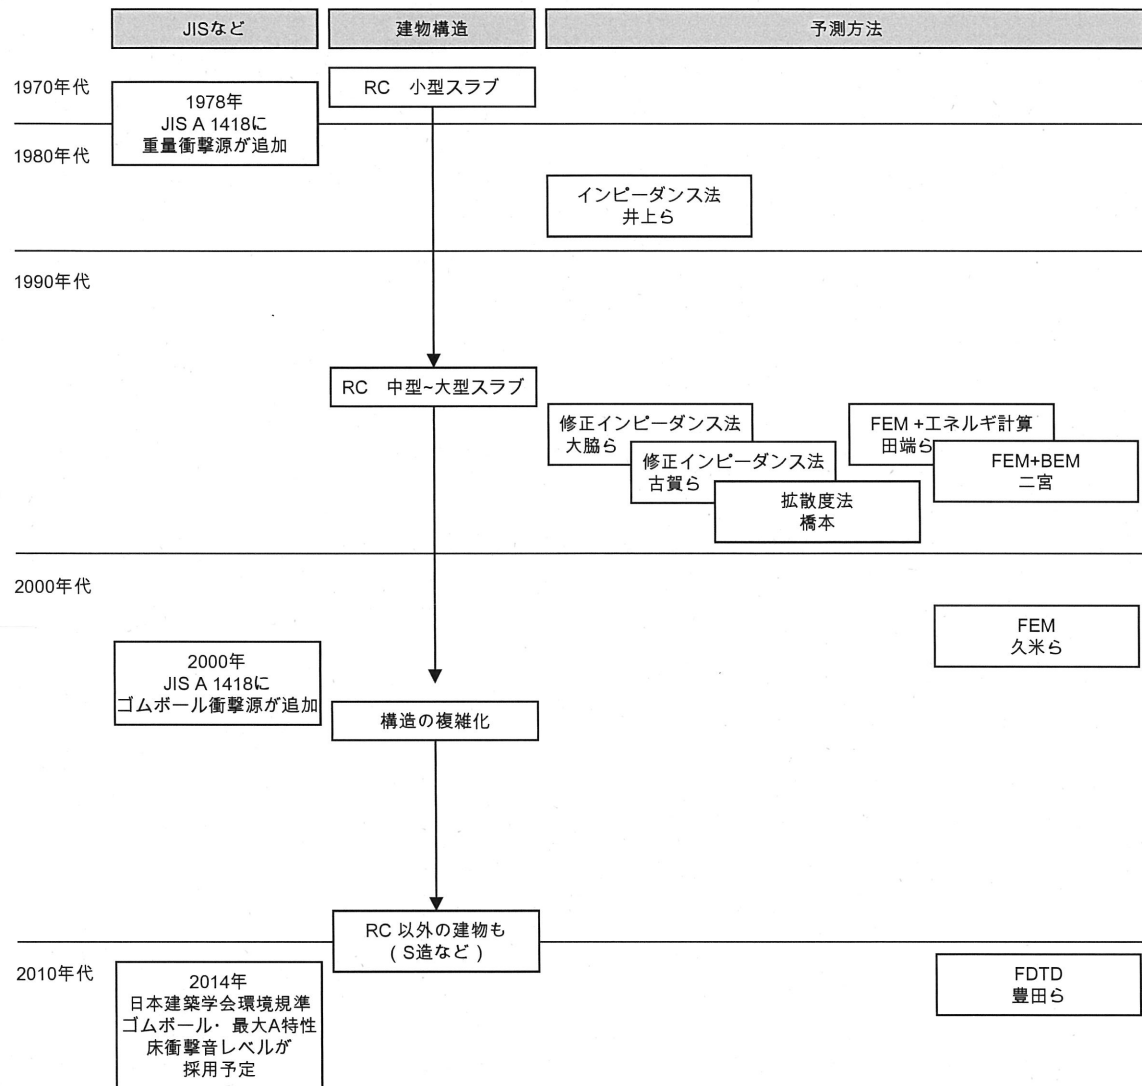 JISなど
建物構造
予測方法
1970年代
RC 小型スラブ
1978年
JIS A 1418に
重量衝撃源が追加
1980年代
インピーダンス法
井上ら
1990年代
RC 中型~大型スラブ
修正インピーダンス法
大脇ら
修正インピーダンス法
古賀ら
拡散度法
橋本
FEM +エネルギ計算
田端ら
FEM+BEM
二宮
2000年代
FEM
久米ら
2000年
JIS A 1418に
ゴムボール衝撃源が追加
構造の複雑化
RC 以外の建物も
( S造など )
2010年代
2014年
日本建築学会環境規準
ゴムボール・最大A特性
床衝撃音レベルが
採用予定
FDTD
豊田ら